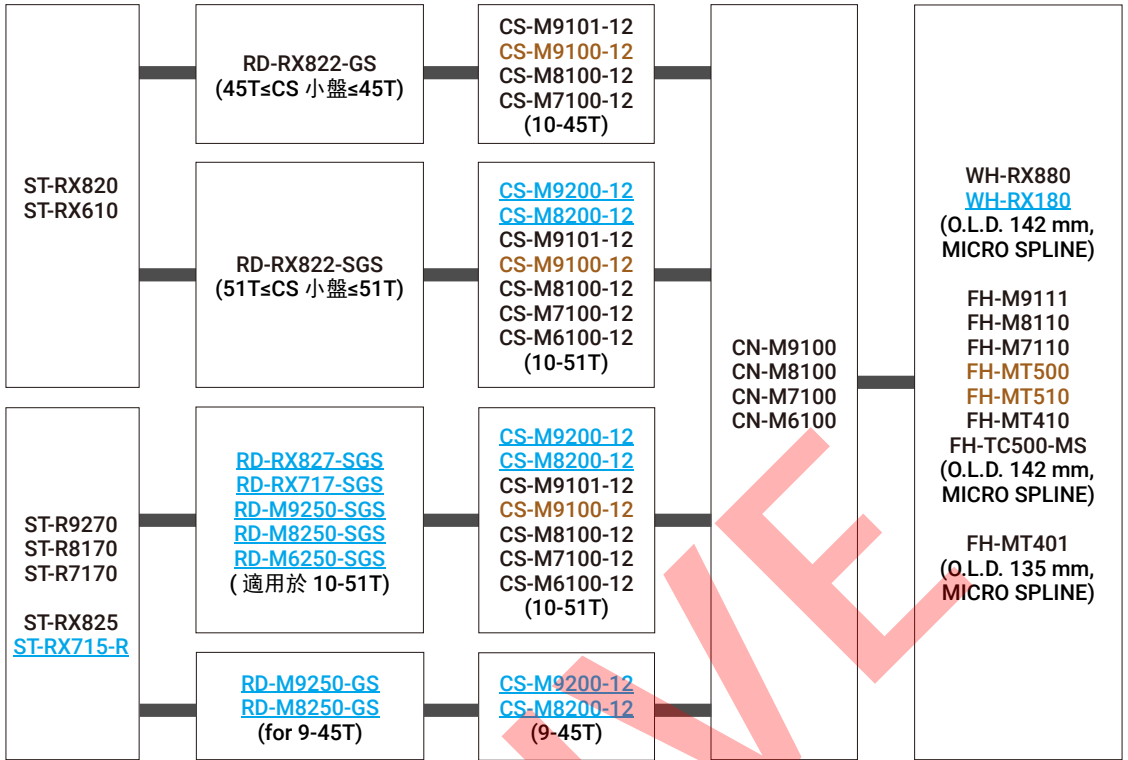 ST-RX820
ST-RX610
RD-RX822-GS
(45T≤CS 小盤≤45T)
CS-M9101-12
CS-M9100-12
CS-M8100-12
CS-M7100-12
(10-45T)
RD-RX822-SGS
(51T≤CS 小盤≤51T)
CS-M9200-12
CS-M8200-12
CS-M9101-12
CS-M9100-12
CS-M8100-12
CS-M7100-12
CS-M6100-12
(10-51T)
ST-R9270
ST-R8170
ST-R7170
ST-RX825
ST-RX715-R
RD-RX827-SGS
RD-RX717-SGS
RD-M9250-SGS
RD-M8250-SGS
RD-M6250-SGS
( 適用於 10-51T)
CS-M9200-12
CS-M8200-12
CS-M9101-12
CS-M9100-12
CS-M8100-12
CS-M7100-12
CS-M6100-12
(10-51T)
RD-M9250-GS
RD-M8250-GS
(for 9-45T)
CS-M9200-12
CS-M8200-12
(9-45T)
CN-M9100
CN-M8100
CN-M7100
CN-M6100
WH-RX880
WH-RX180
(O.L.D. 142 mm,
MICRO SPLINE)
FH-M9111
FH-M8110
FH-M7110
FH-MT500
FH-MT510
FH-MT410
FH-TC500-MS
(O.L.D. 142 mm,
MICRO SPLINE)
FH-MT401
(O.L.D. 135 mm,
MICRO SPLINE)
VE